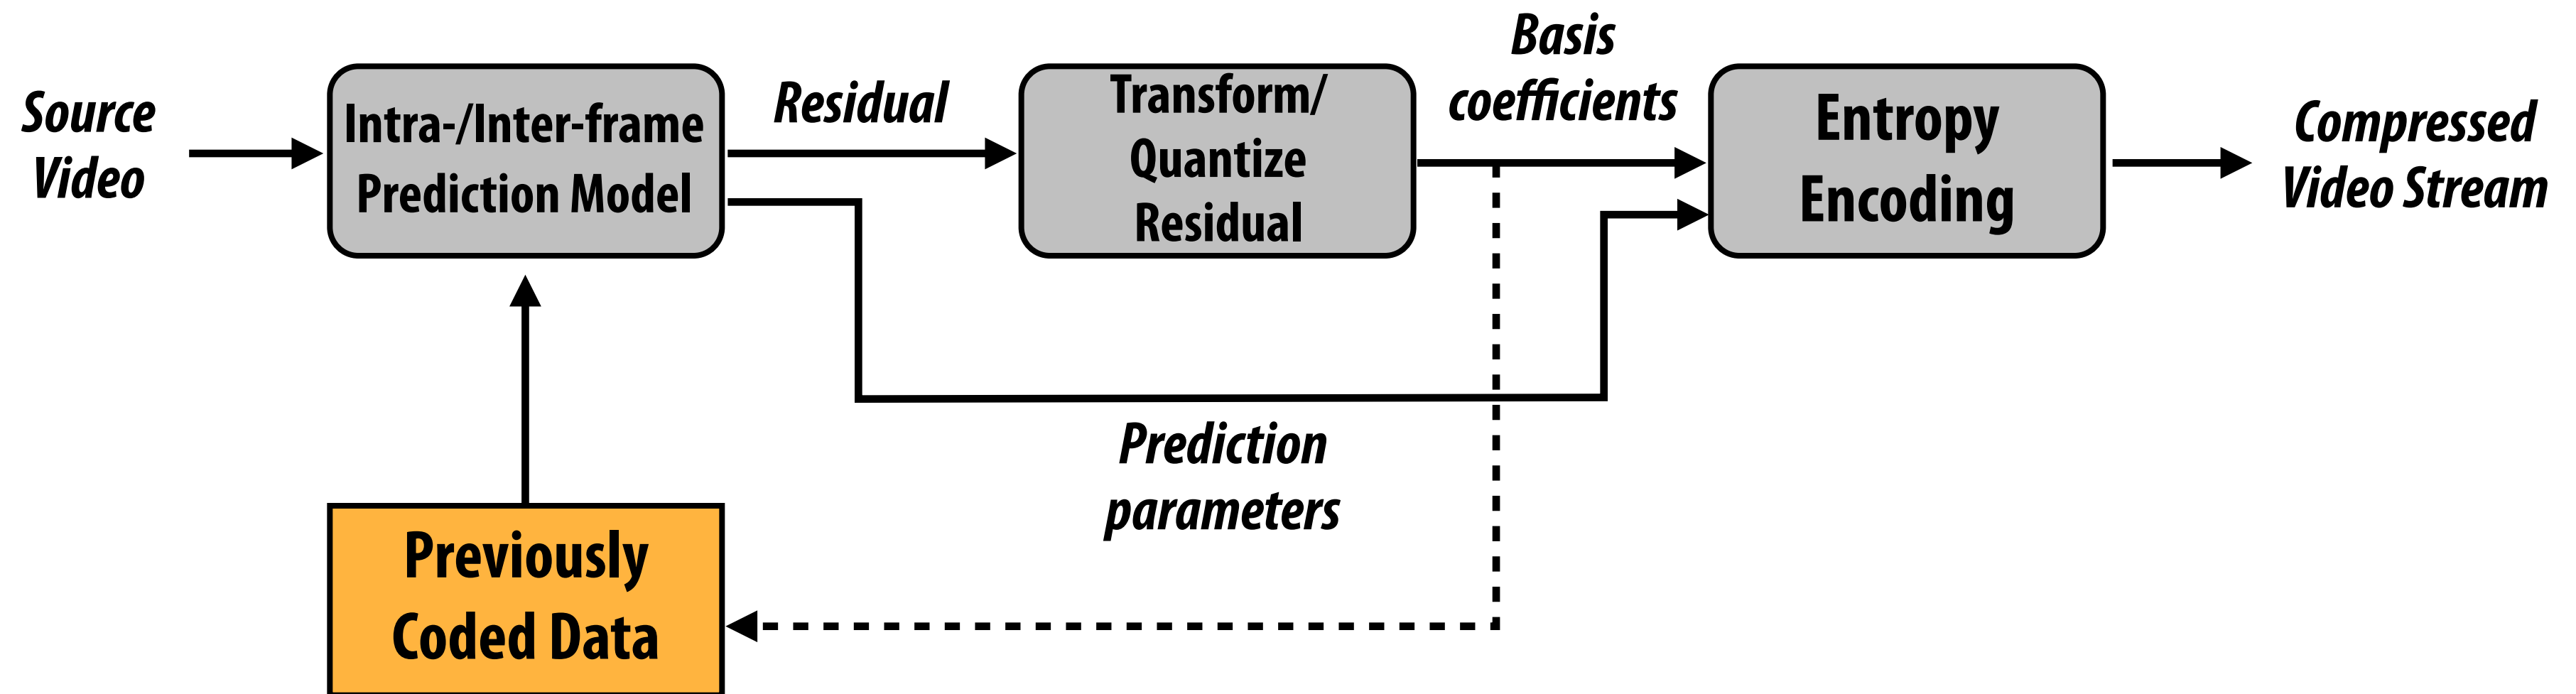 Source
Video
Intra-/Inter-frame
Prediction Model
Residual
Transform/
Quantize
Residual
Basis
coefficients
Entropy
Encoding
Compressed
Video Stream
Prediction
parameters
Previously
Coded Data